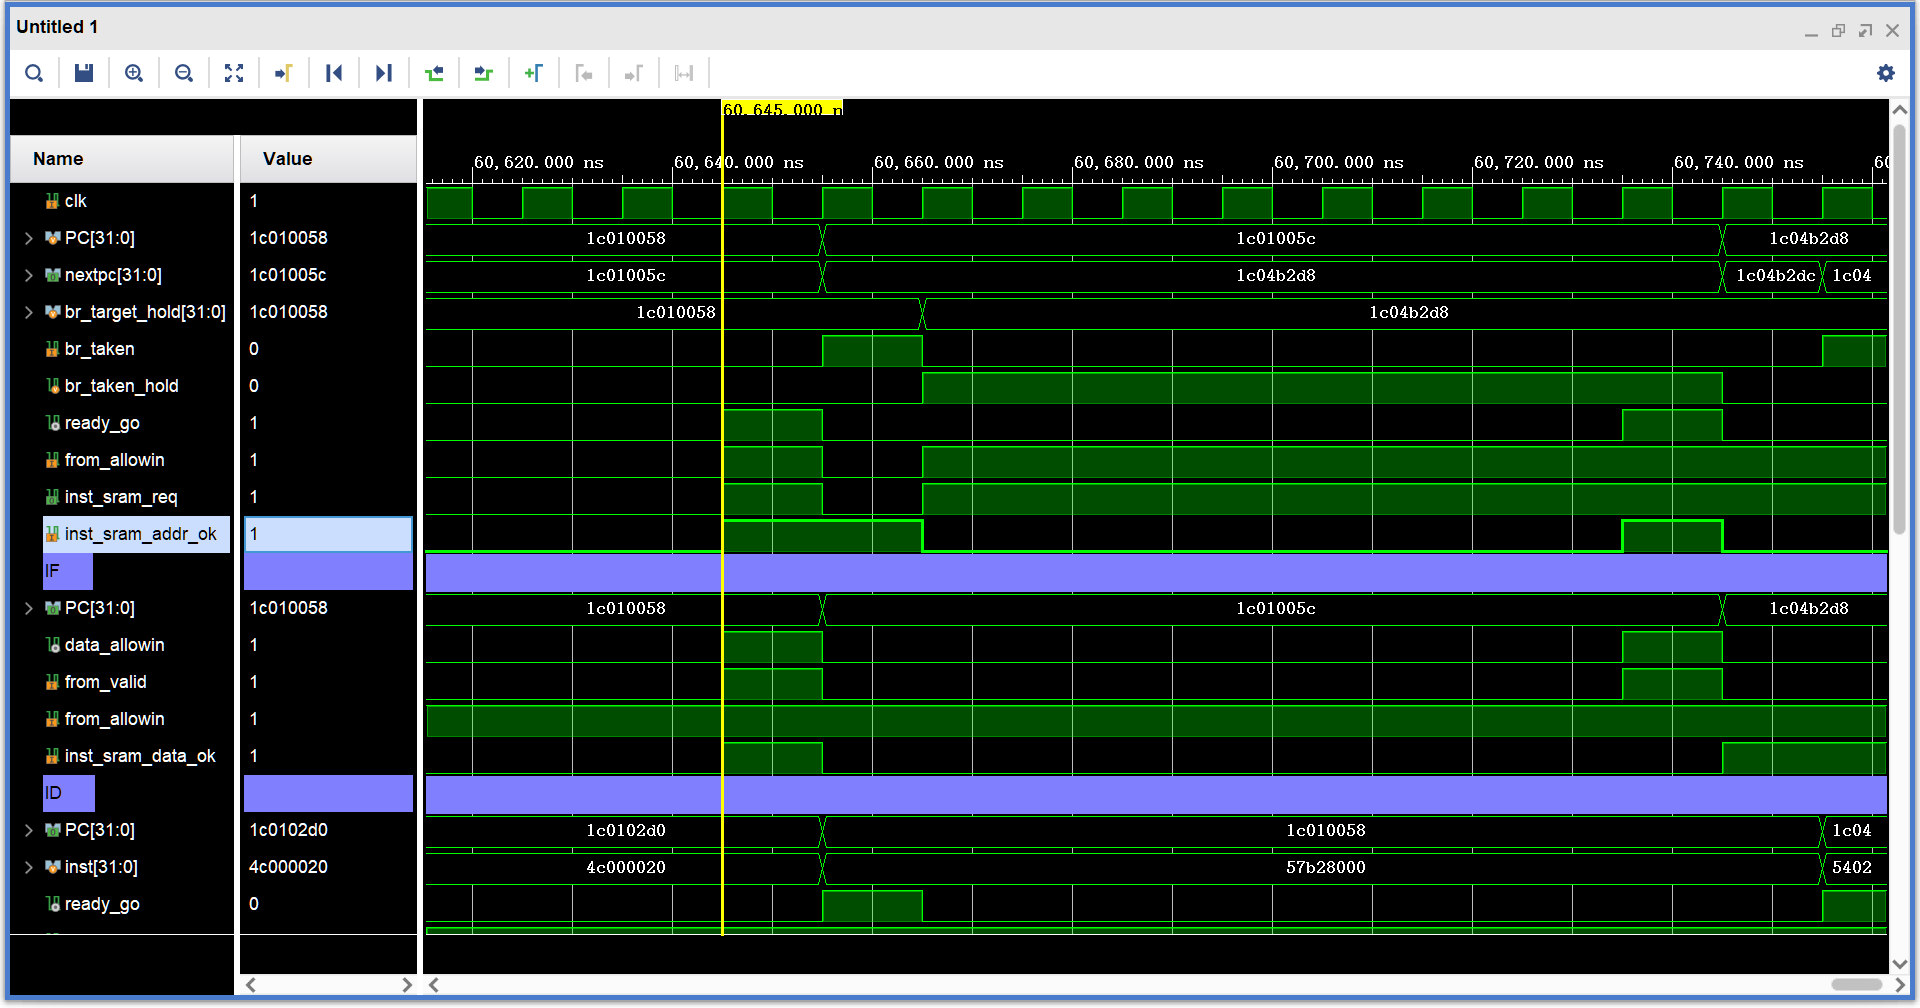 Untitled 1
60,645.000 n
Name Value
60,620.000 ns 60,640.000 ns 60,660.000 ns 60,680.000 ns 60,700.000 ns 60,720.000 ns 60,740.000 ns 60
clk 1
PC[31:0] 1c010058 1c010058 1c01005c 1c04b2d8
nextpc[31:0] 1c01005c 1c01005c 1c04b2d8 1c04b2dc 1c04
br_target_hold[31:0] 1c010058 1c010058 1c04b2d8
br_taken 0
br_taken_hold 0
ready_go 1
from_allowin 1
inst_sram_req 1
inst_sram_addr_ok 1
IF
PC[31:0] 1c010058 1c010058 1c01005c 1c04b2d8
data_allowin 1
from_valid 1
from_allowin 1
inst_sram_data_ok 1
ID
PC[31:0] 1c0102d0 1c0102d0 1c010058 1c04
inst[31:0] 4c000020 4c000020 57b28000 5402
ready_go 0